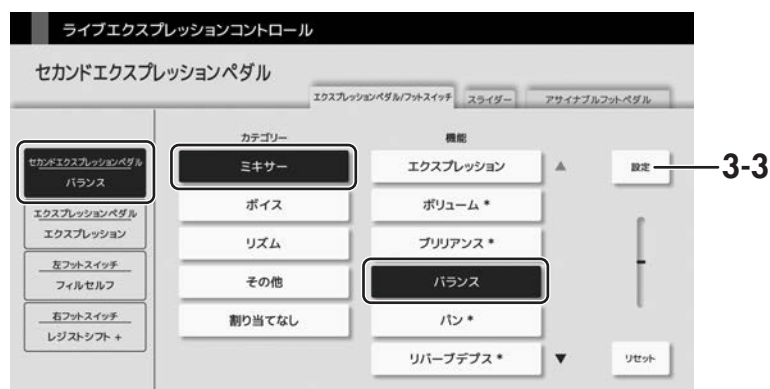 ライブエクスプレッションコントロール
セカンドエクスプレッションペダル
エクスプレッションペダル/フットスイッチ
スライダー
アサイナブルフットペダル
カテゴリー
機能
セカンドエクスプレッションペダル
バランス
エクスプレッションペダル
エクスプレッション
左フットスイッチ
フィルセルフ
右フットスイッチ
レジストシフト +
ミキサー
ボイス
リズム
その他
割り当てなし
エクスプレッション
ボリューム *
ブリリアンス *
バランス
パン *
リバーブデプス *
▲
▼
設定
リセット
3-3